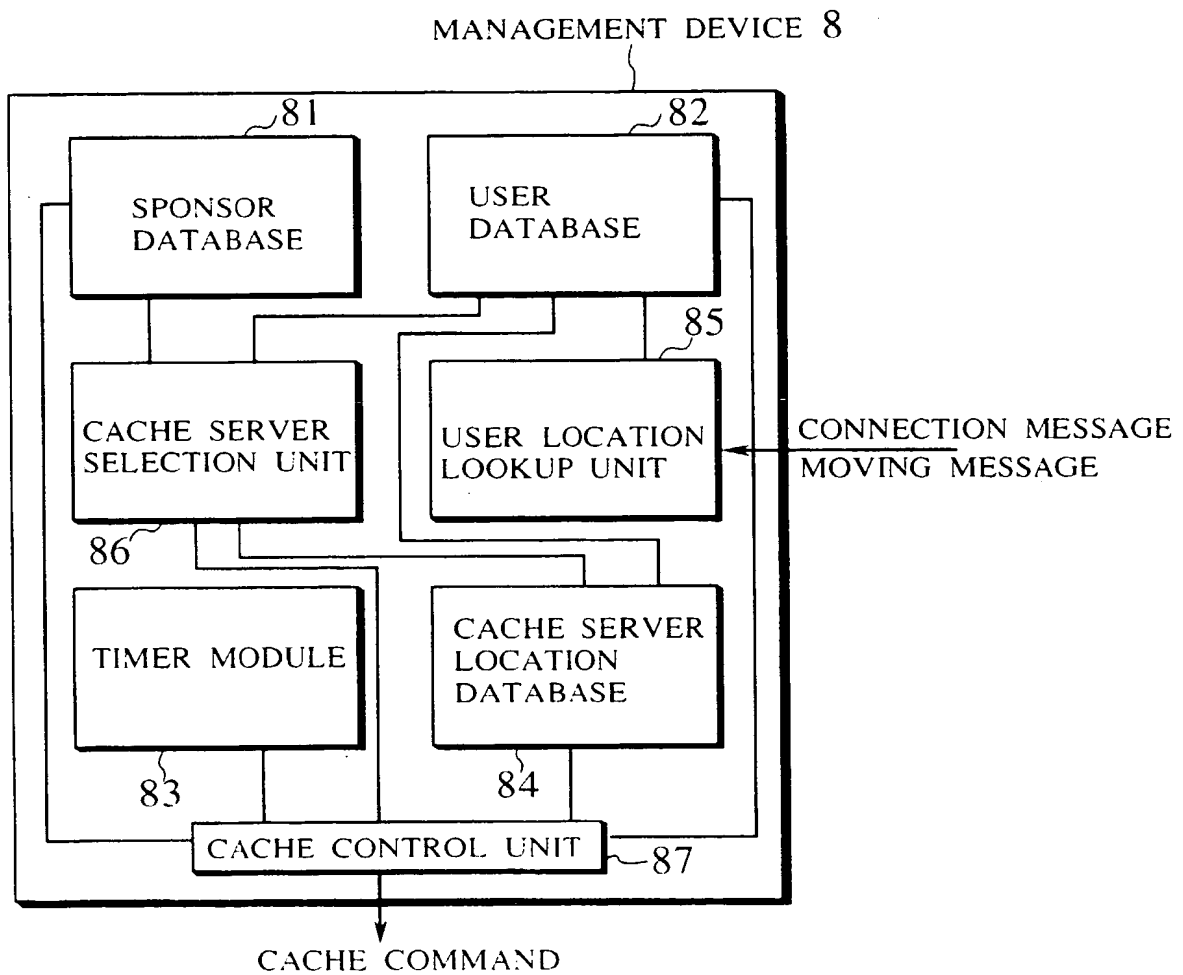 MANAGEMENT DEVICE 8
81
82
SPONSOR
DATABASE
USER
DATABASE
85
CACHE SERVER
SELECTION UNIT
USER LOCATION
LOOKUP UNIT
CONNECTION MESSAGE
MOVING MESSAGE
86
TIMER MODULE
CACHE SERVER
LOCATION
DATABASE
83
84
CACHE CONTROL UNIT
87
CACHE COMMAND